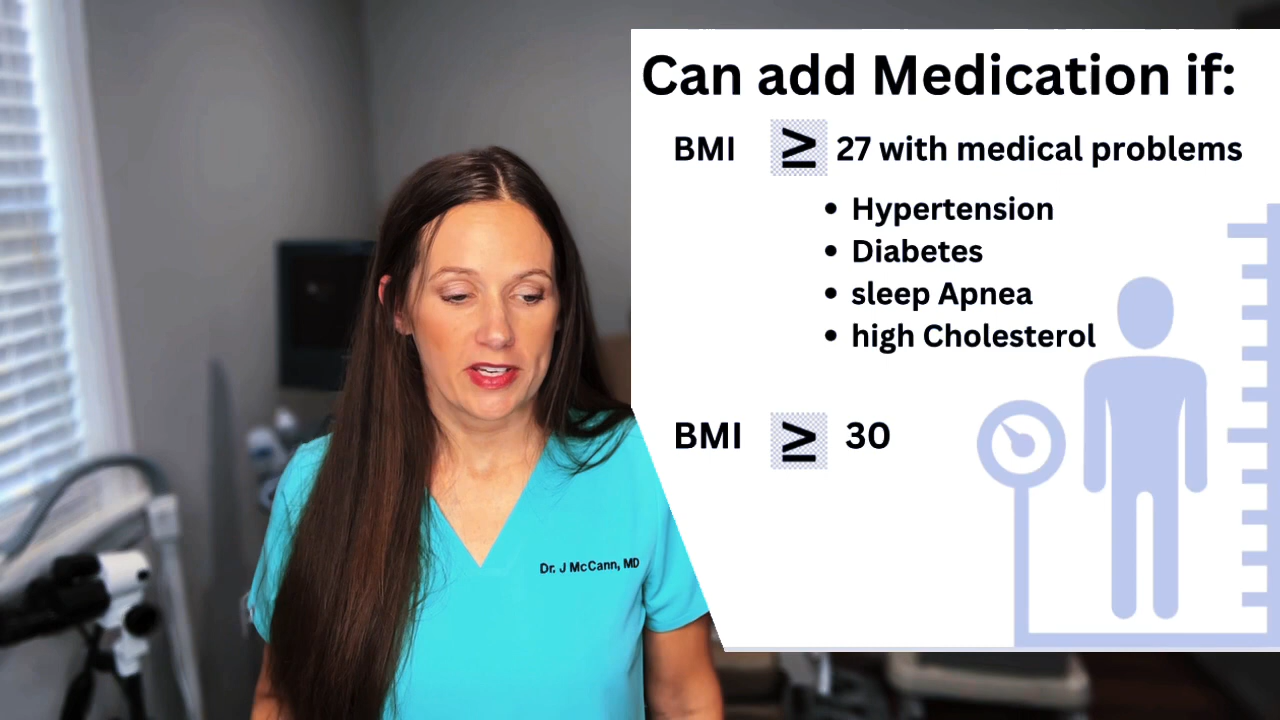 Can add Medication if:
BMI ≥ 27 with medical problems
• Hypertension
• Diabetes
• sleep Apnea
• high Cholesterol
BMI ≥ 30
Dr. J McCann, MD